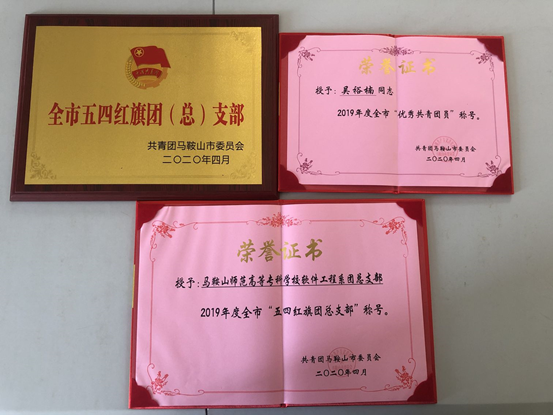 全市五四红旗团（总）支部
共青团马鞍山市委员会
二〇二〇年四月
荣誉证书
授予：吴裕楠 同志
2019年度全市“优秀共青团员”称号。
共青团马鞍山市委员会
二〇二〇年四月
荣誉证书
授予：马鞍山师范高等专科学校软件工程系团总支部
2019年度全市“五四红旗团总支部”称号。
共青团马鞍山市委员会
二〇二〇年四月